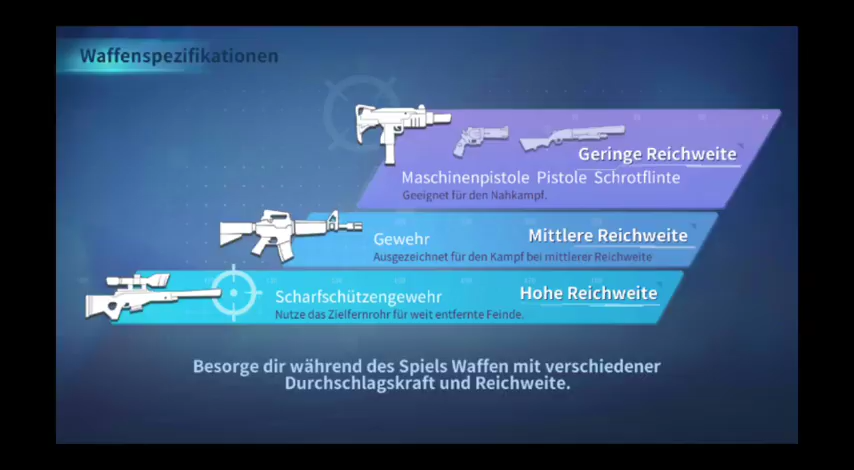 Waffenspezifikationen
Geringe Reichweite
Maschinenpistole Pistole Schrotflinte
Geeignet für den Nahkampf.
Gewehr
Mittlere Reichweite
Ausgezeichnet für den Kampf bei mittlerer Reichweite
Scharfschützengewehr
Hohe Reichweite
Nutze das Zielfernrohr für weit entfernte Feinde.
Besorge dir während des Spiels Waffen mit verschiedener
Durchschlagskraft und Reichweite.